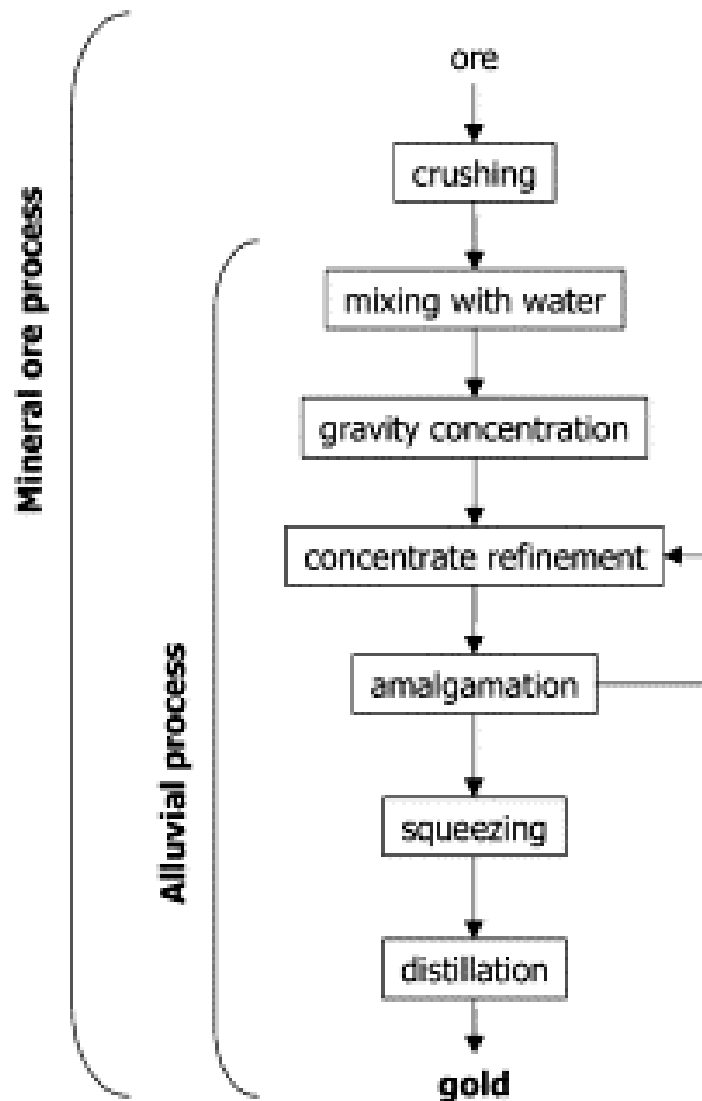 ore
crushing
mixing with water
gravity concentration
concentrate refinement
amalgamation
squeezing
distillation
gold
Mineral ore process
Alluvial process